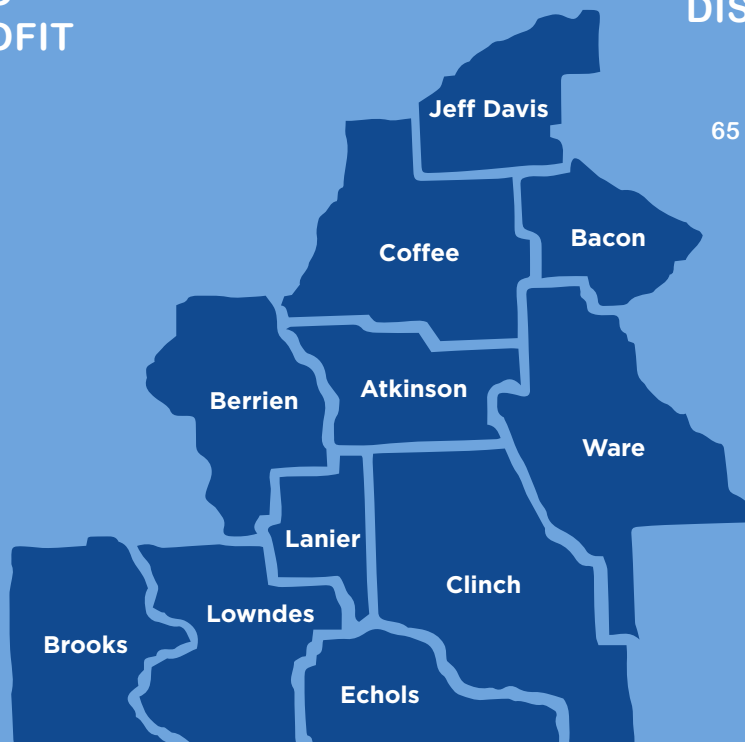 DIS
OFIT
Jeff Davis
65
Bacon
Coffee
Atkinson
Berrien
Ware
Lanier
Clinch
Lowndes
Brooks
Echols